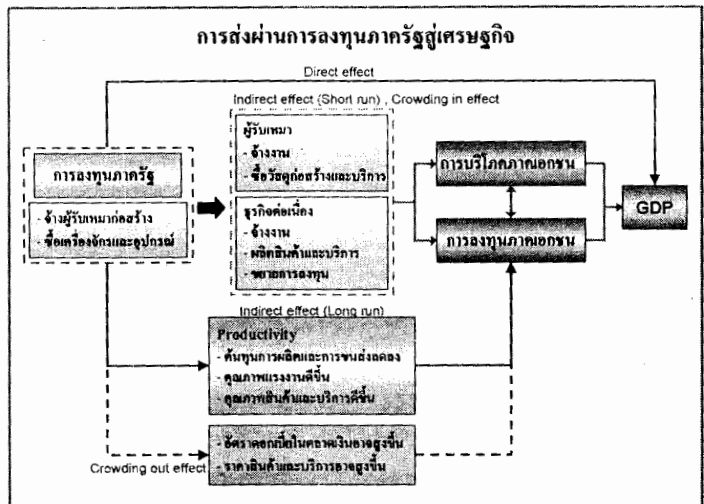 การส่งผ่านการลงทุนภาครัฐสู่เศรษฐกิจ
Direct effect
Indirect effect (Short run) , Crowding in effect
การลงทุนภาครัฐ
- จ้างผู้รับเหมาก่อสร้าง
- ซื้อเครื่องจักรและอุปกรณ์
ผู้รับเหมา
- จ้างงาน
- ซื้อวัสดุก่อสร้างและบริการ
ธุรกิจต่อเนื่อง
- จ้างงาน
- ผลิตสินค้าและบริการ
- ขยายการลงทุน
การบริโภคภาคเอกชน
การลงทุนภาคเอกชน
GDP
Indirect effect (Long run)
Productivity
- ต้นทุนการผลิตและการขนส่งลดลง
- คุณภาพแรงงานดีขึ้น
- คุณภาพสินค้าและบริการดีขึ้น
Crowding out effect
- อัตราดอกเบี้ยในตลาดเงินอาจสูงขึ้น
- ราคาสินค้าและบริการอาจสูงขึ้น